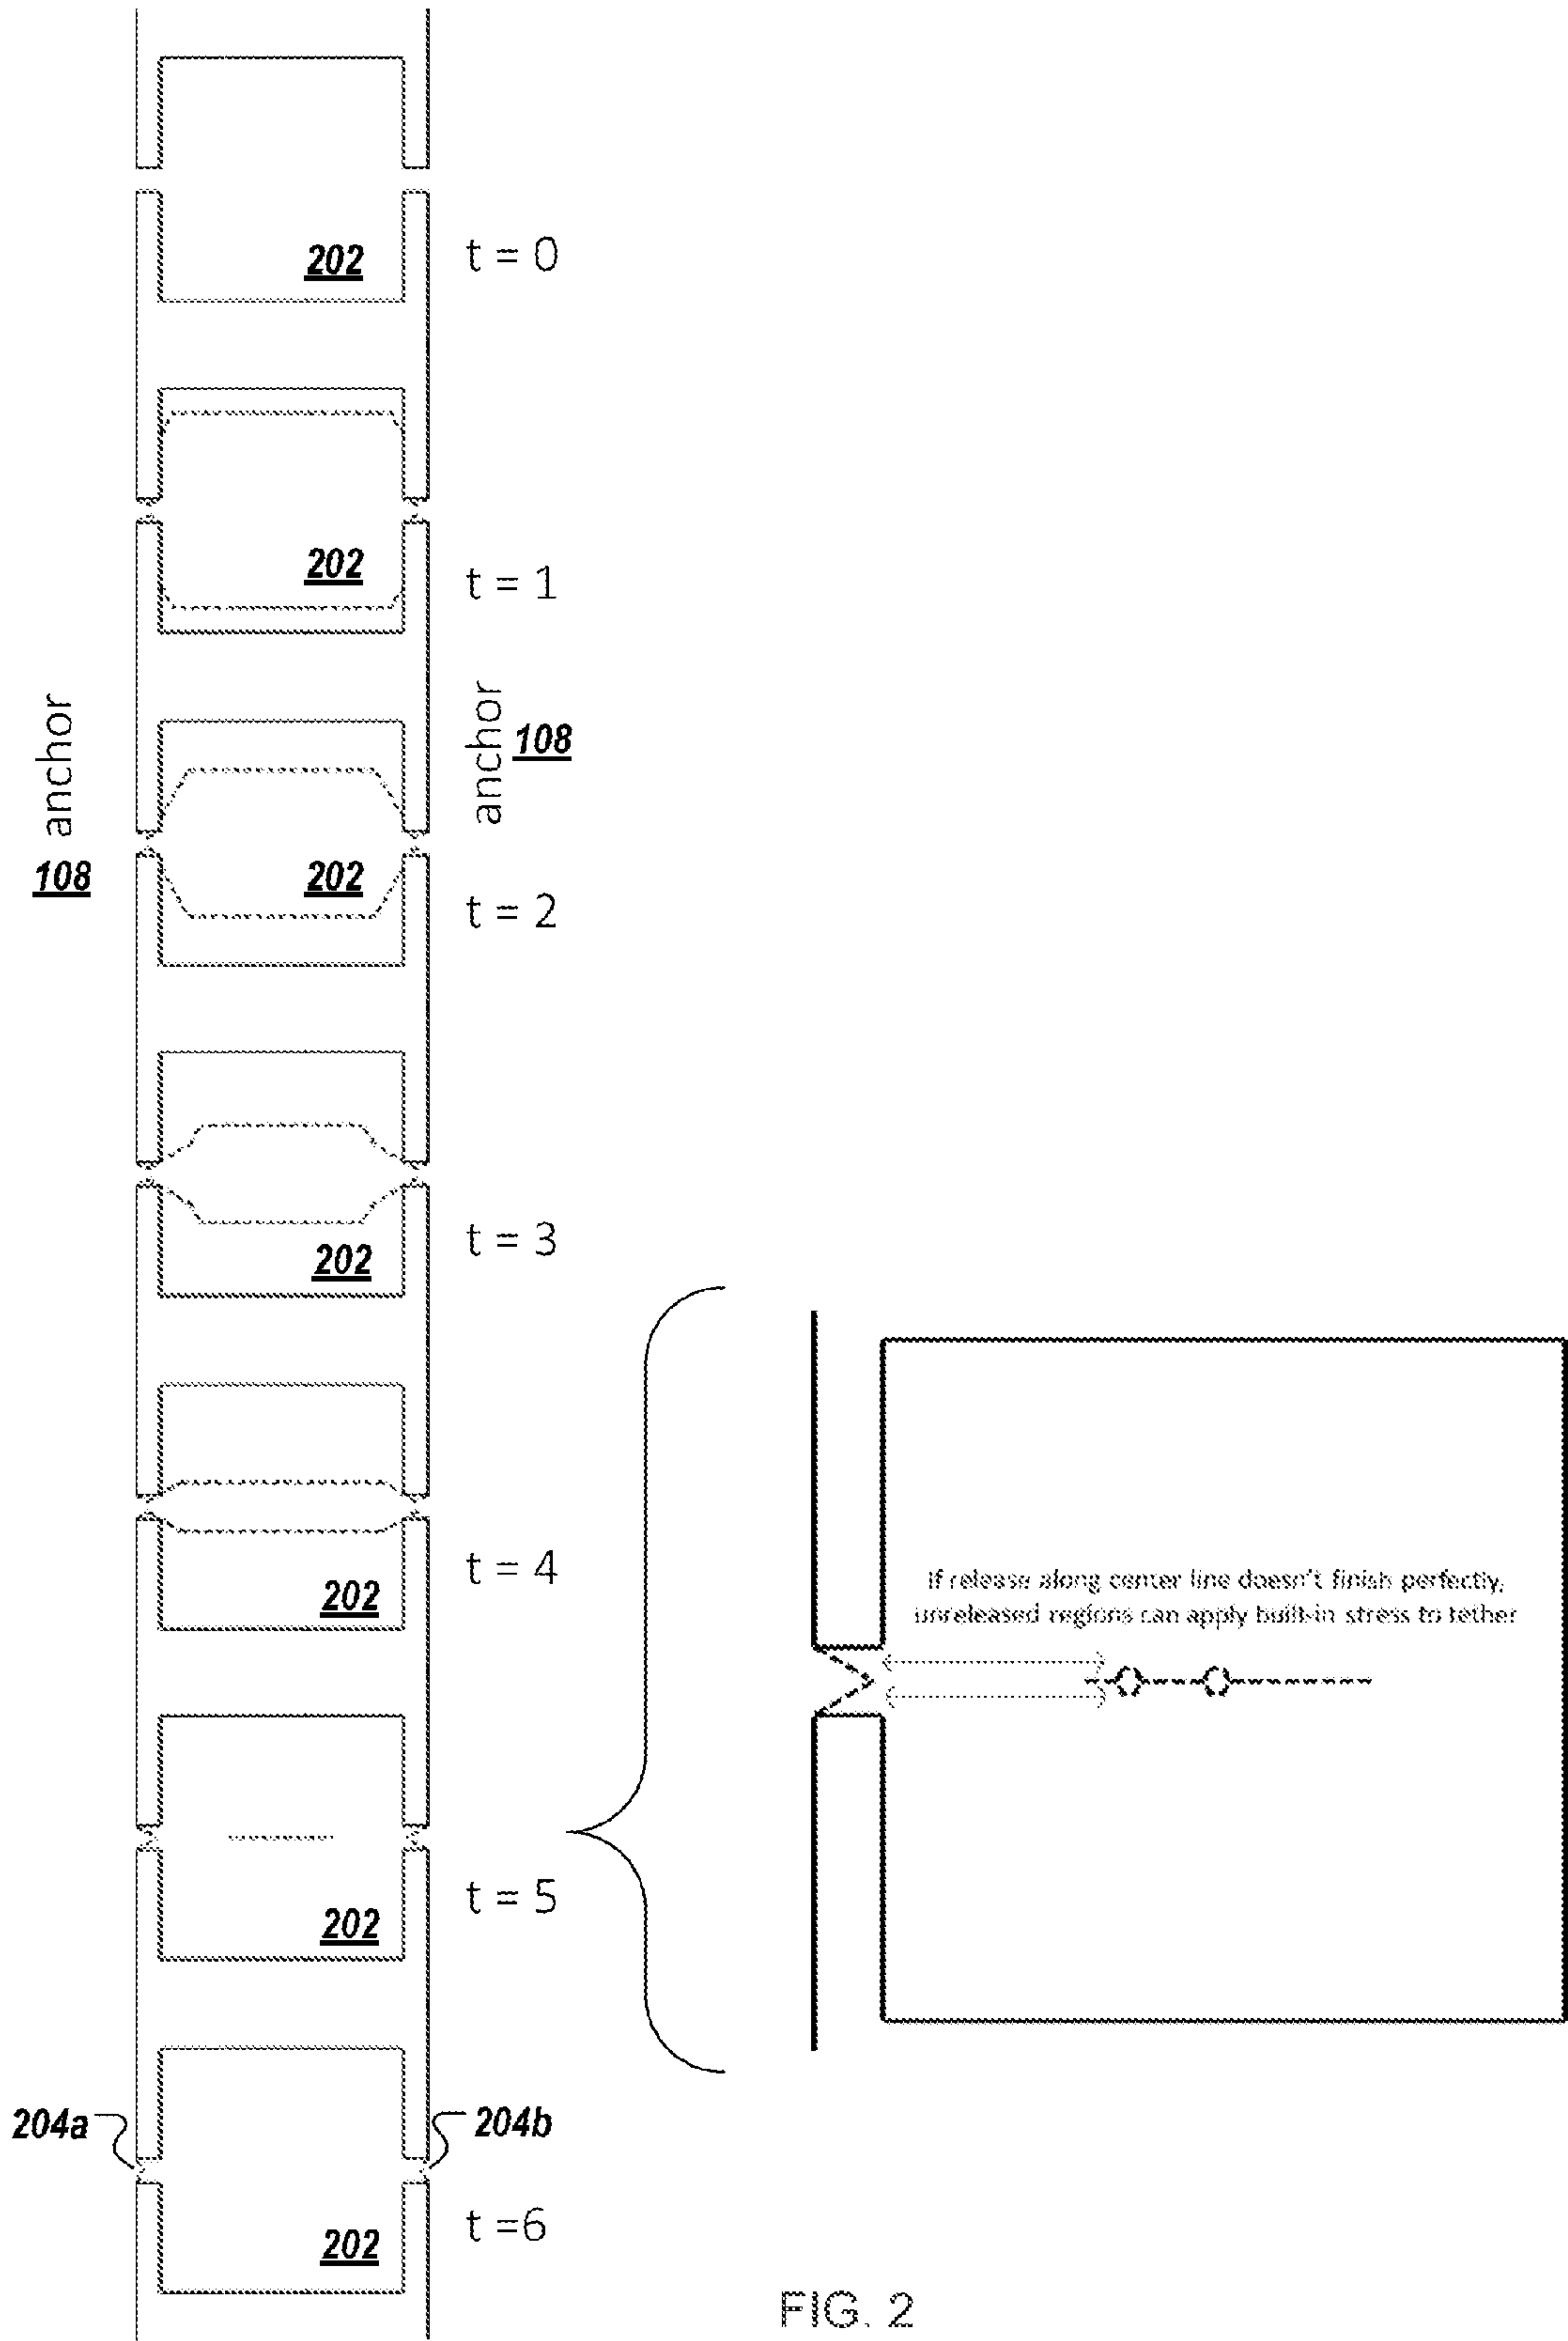 202
t = 0
202
t = 1
anchor
108
anchor
108
202
t = 2
202
t = 3
202
t = 4
If release along center line doesn't finish perfectly,
unreleased regions can apply built-in stress to tether
202
t = 5
204a
204b
202
t =6
FIG. 2